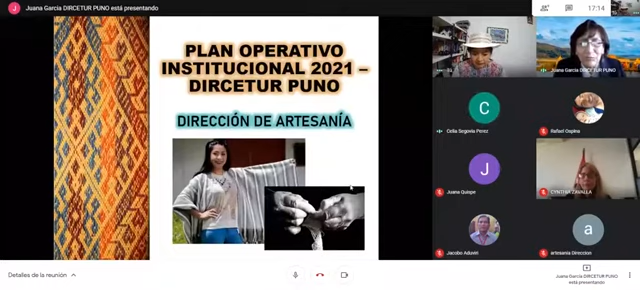 J Juana Garcia DIRCETUR PUNO está presentando
17:14
PLAN OPERATIVO
INSTITUCIONAL 2021 –
DIRCETUR PUNO
DIRECCIÓN DE ARTESANÍA
Tú
Juana Garcia DIRCETUR PUNO
C
Celia Segovia Perez
Rafael Ospina
J
Juana Quispe
CYNTHIA ZAVALLA
Jacobo Aduviri
a
artesania Direccion
Detalles de la reunión
Juana Garcia DIRCETUR PUNO
está presentando